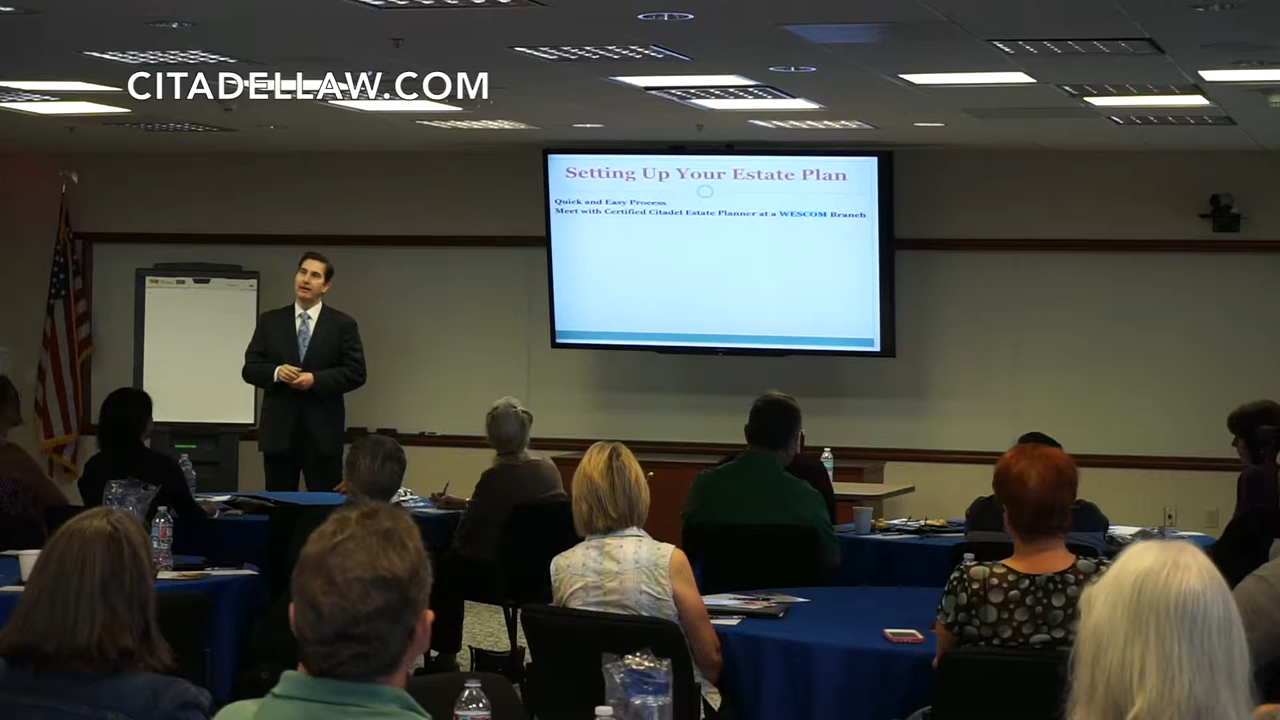 CITADELLAW.COM
Setting Up Your Estate Plan
Quick and Easy Process
Meet with Certified Citadel Estate Planner at a WESCOM Branch